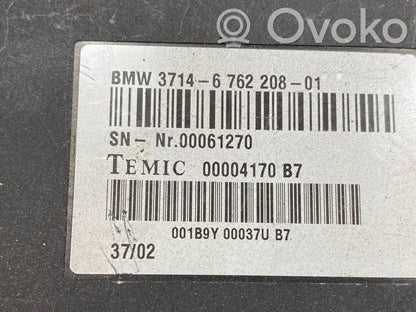 Ovoko
BMW 3714-6 762 208-01
SN- Nr.00061270
TEMIC 00004170 B7
001B9Y 00037U B7
37/02